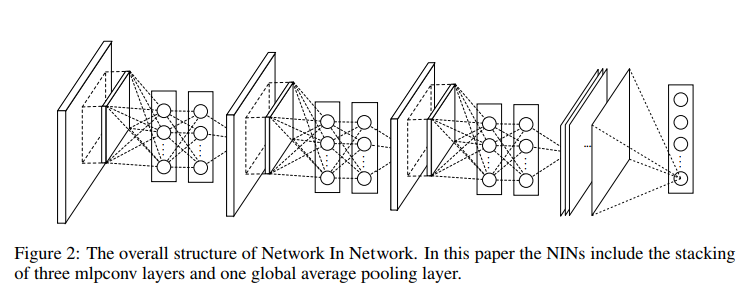 Figure 2: The overall structure of Network In Network. In this paper the NINs include the stacking
of three mlpconv layers and one global average pooling layer.